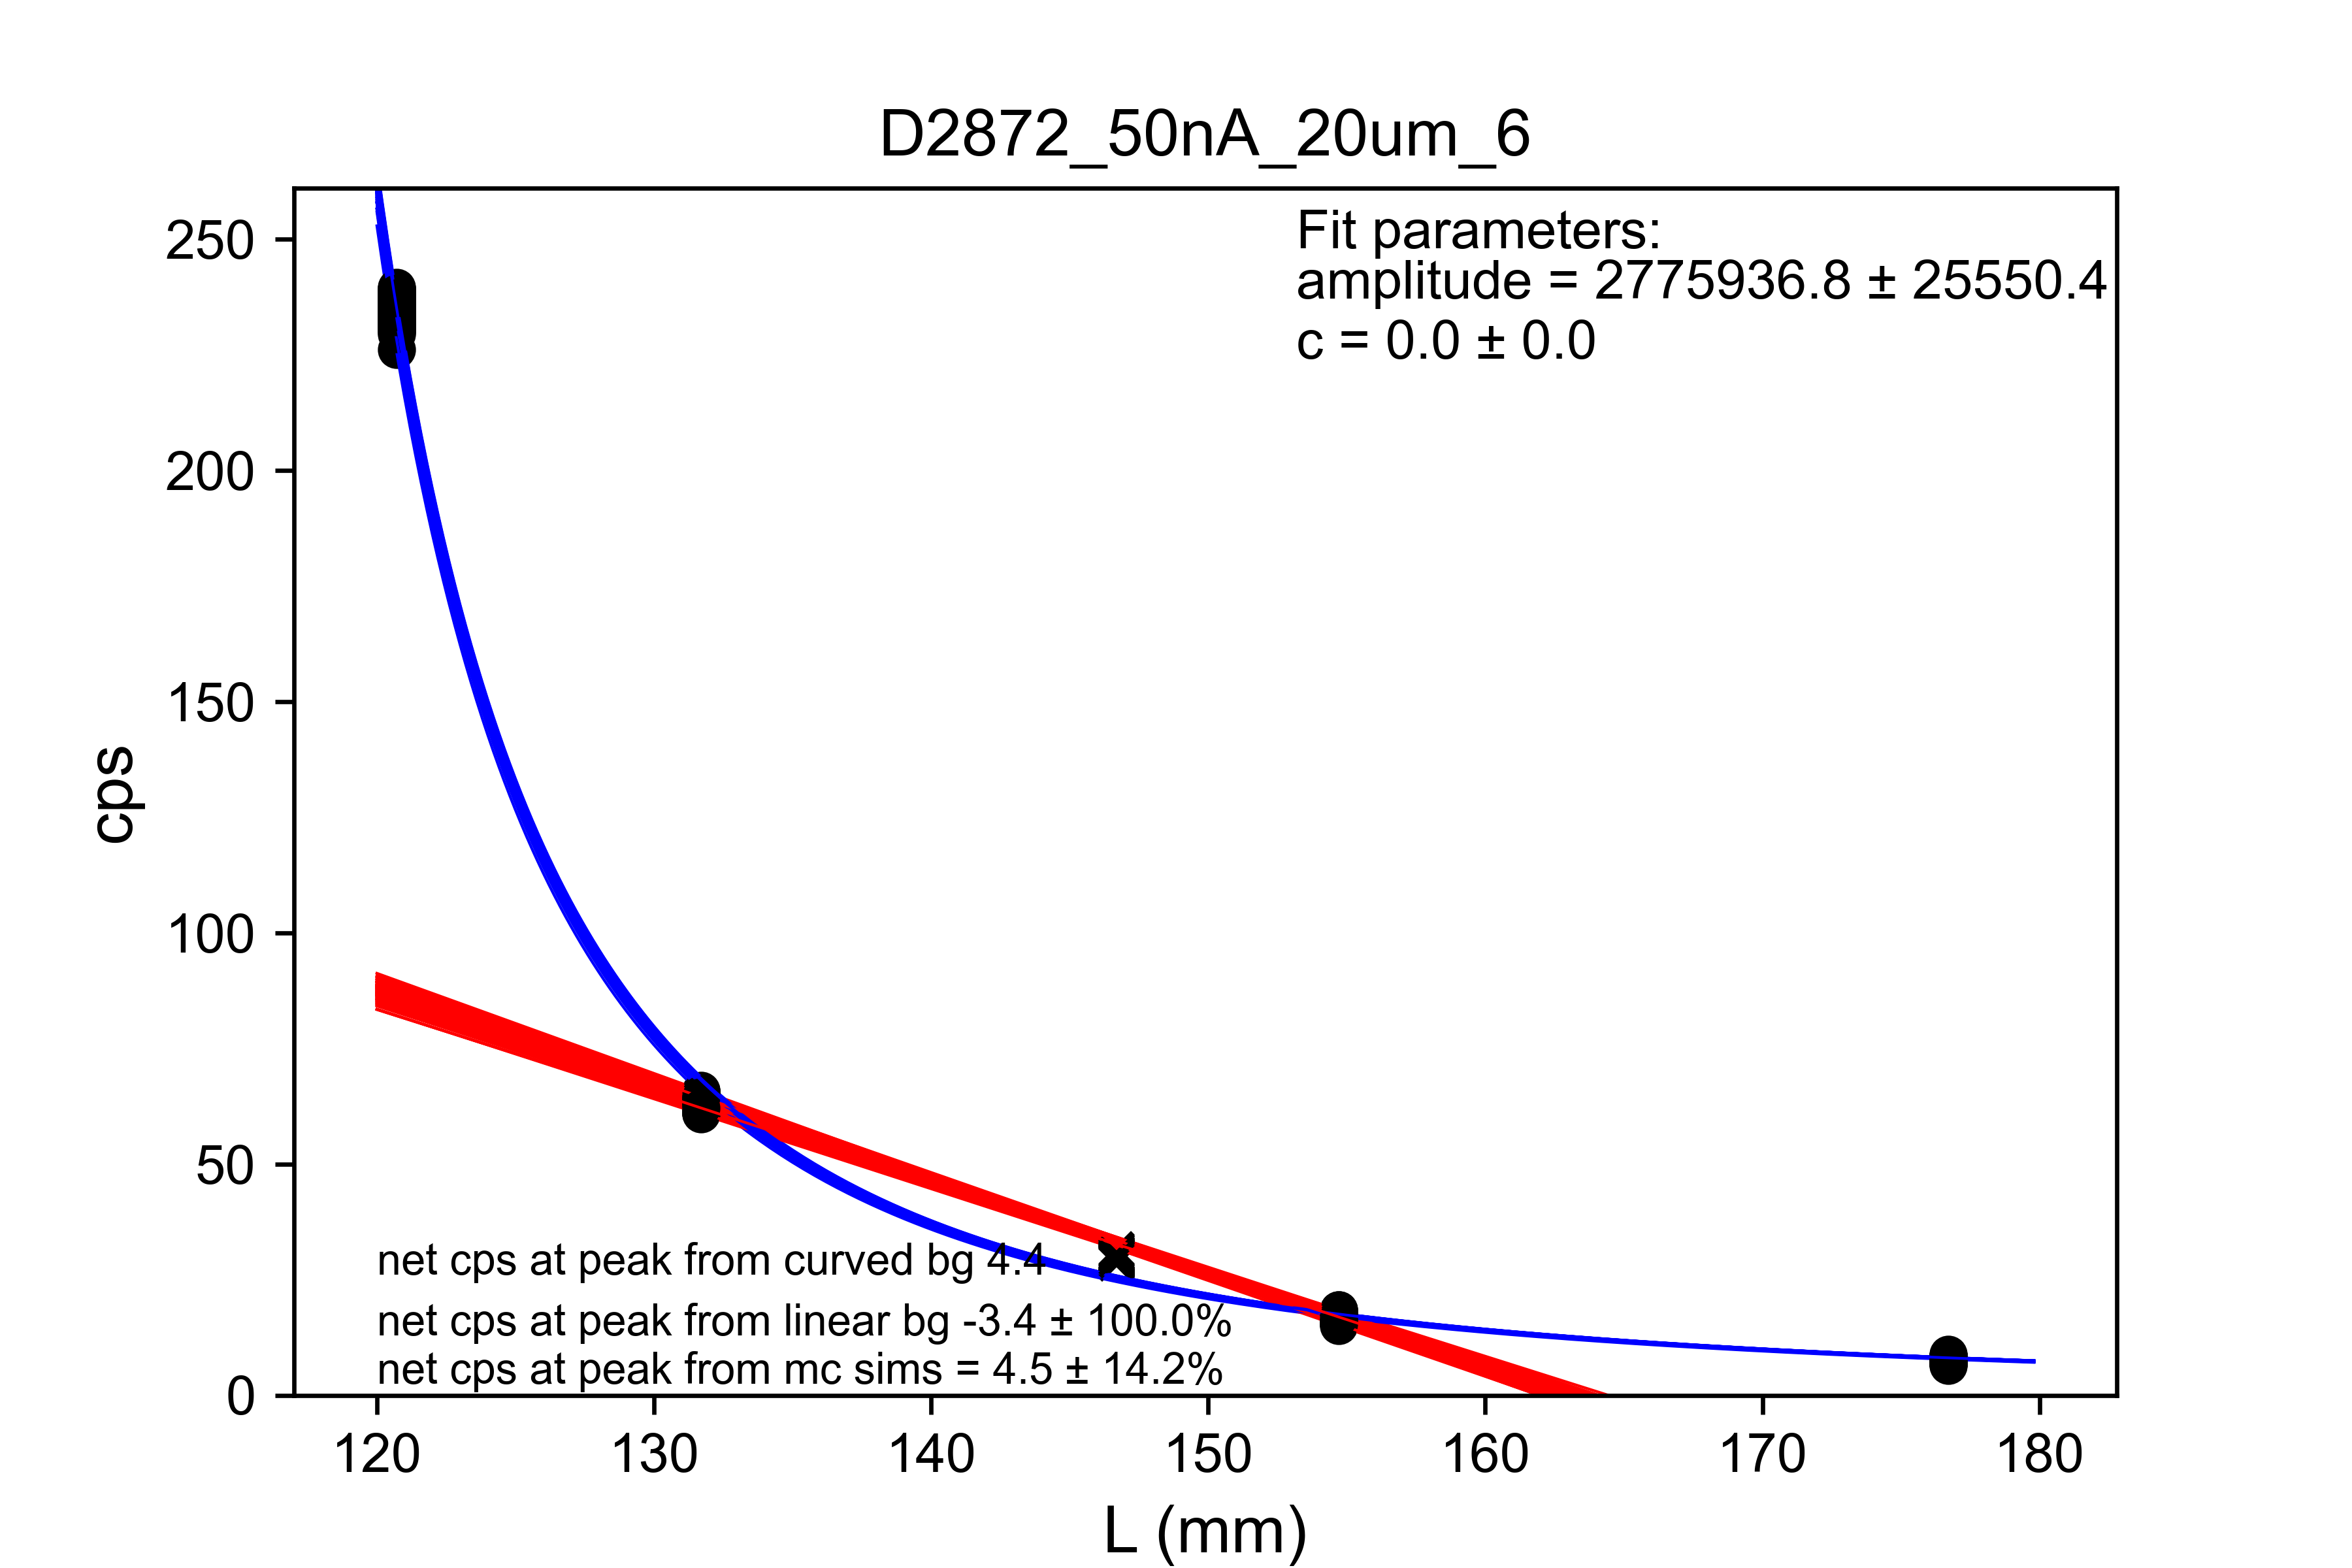 D2872_50nA_20um_6
Fit parameters:
amplitude = 2775936.8 ± 25550.4
c = 0.0 ± 0.0
250
200
150
100
50
0
cps
net cps at peak from curved bg 4.4
net cps at peak from linear bg -3.4 ± 100.0%
net cps at peak from mc sims = 4.5 ± 14.2%
120 130 140 150 160 170 180
L (mm)